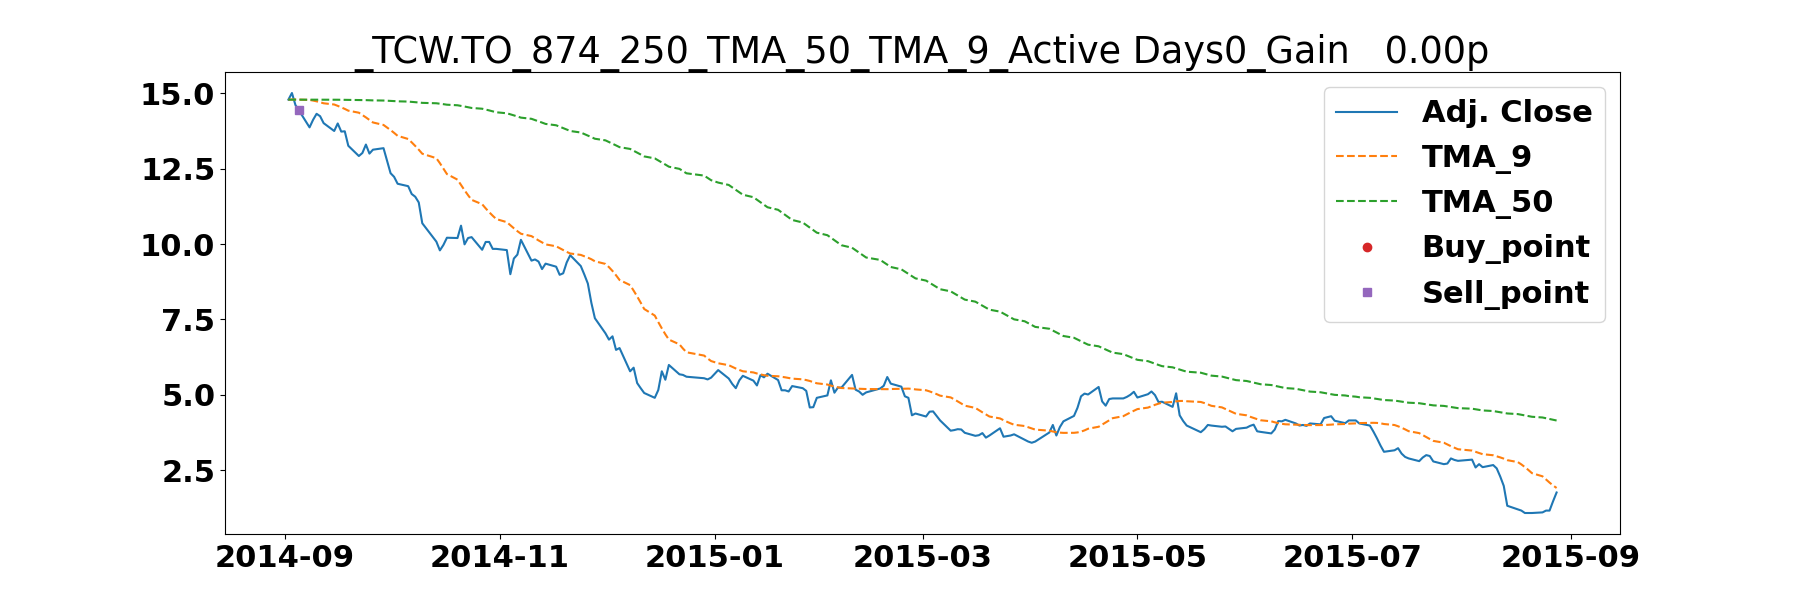 _TCW.TO_874_250_TMA_50_TMA_9_Active Days0_Gain   0.00p
15.0
12.5
10.0
7.5
5.0
2.5
Adj. Close
TMA_9
TMA_50
Buy_point
Sell_point
2014-09 2014-11 2015-01 2015-03 2015-05 2015-07 2015-09